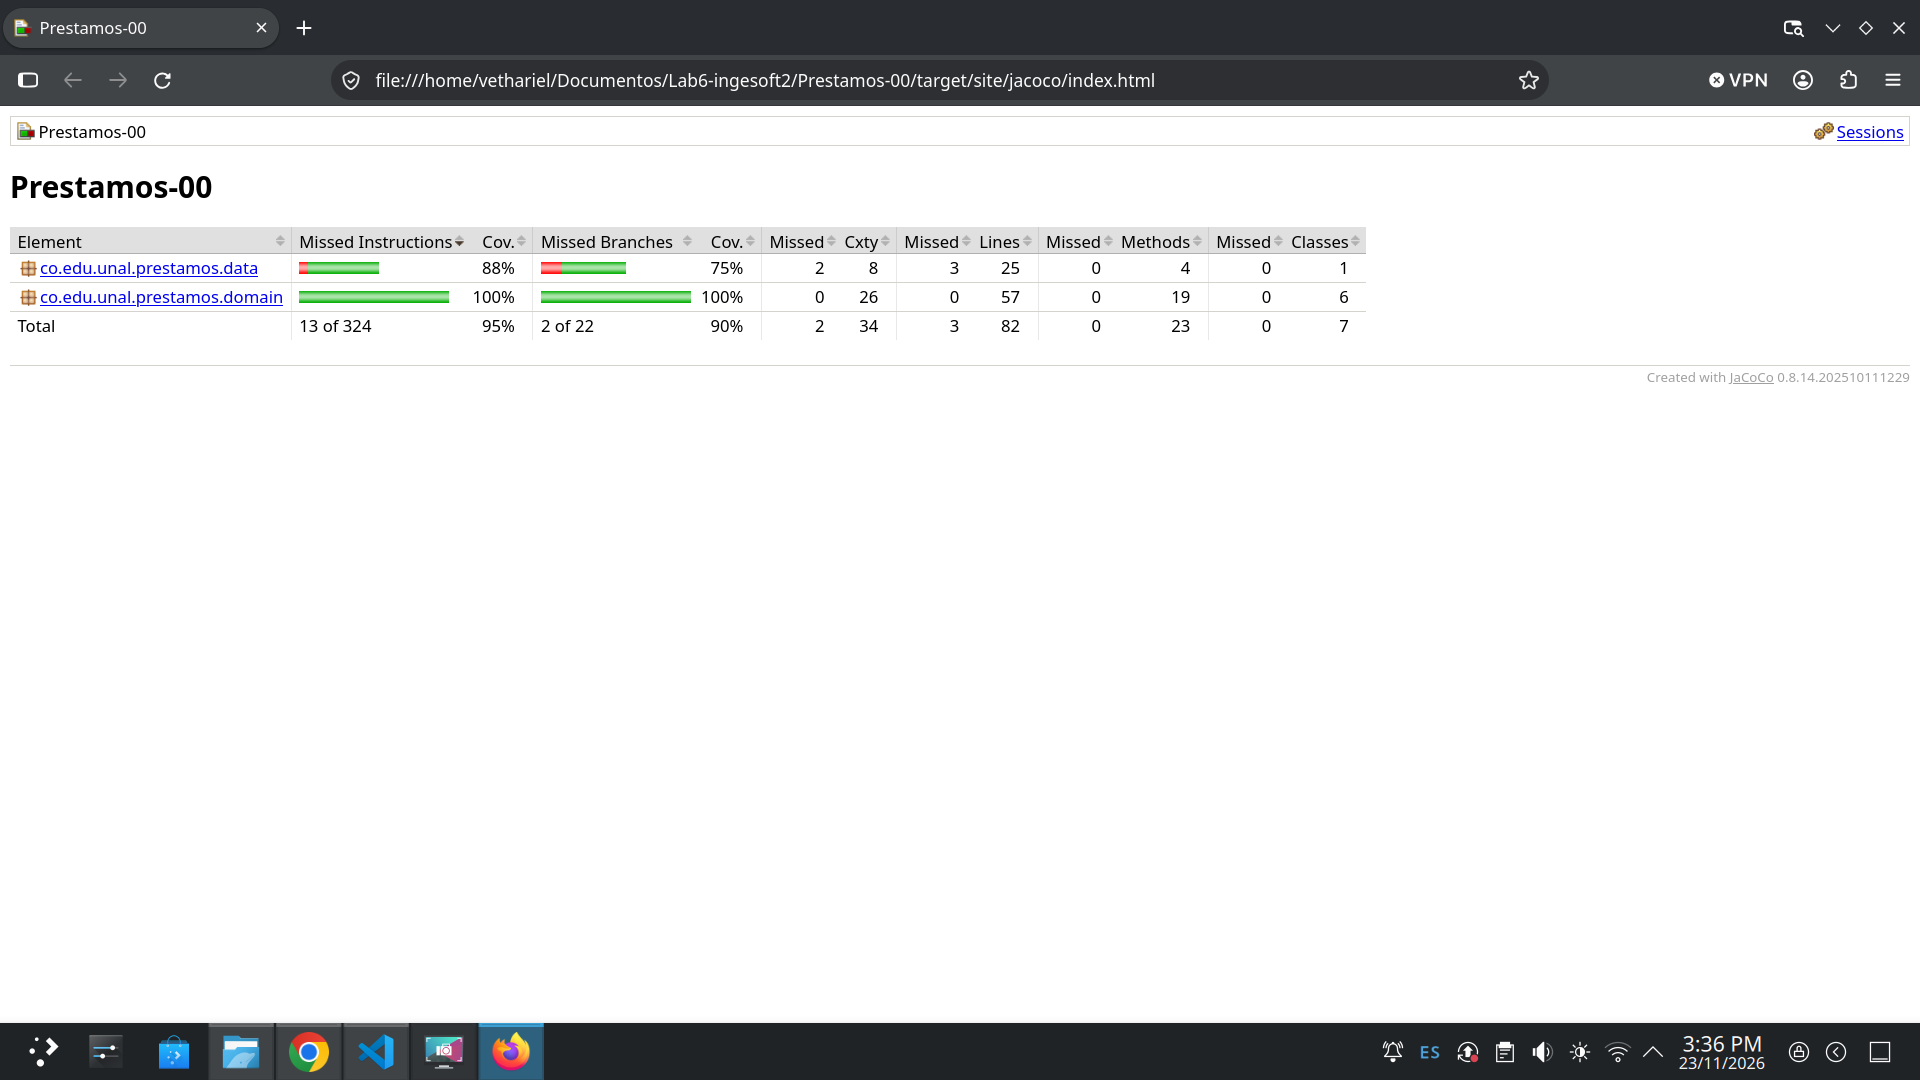 Prestamos-00
file:///home/vethariel/Documentos/Lab6-ingesoft2/Prestamos-00/target/site/jacoco/index.html
VPN
Prestamos-00 Sessions
Prestamos-00
Element Missed Instructions Cov. Missed Branches Cov. Missed Cxty Missed Lines Missed Methods Missed Classes
co.edu.unal.prestamos.data 88% 75% 2 8 3 25 0 4 0 1
co.edu.unal.prestamos.domain 100% 100% 0 26 0 57 0 19 0 6
Total 13 of 324 95% 2 of 22 90% 2 34 3 82 0 23 0 7
Created with JaCoCo 0.8.14.202510111229
ES
3:36 PM
23/11/2026